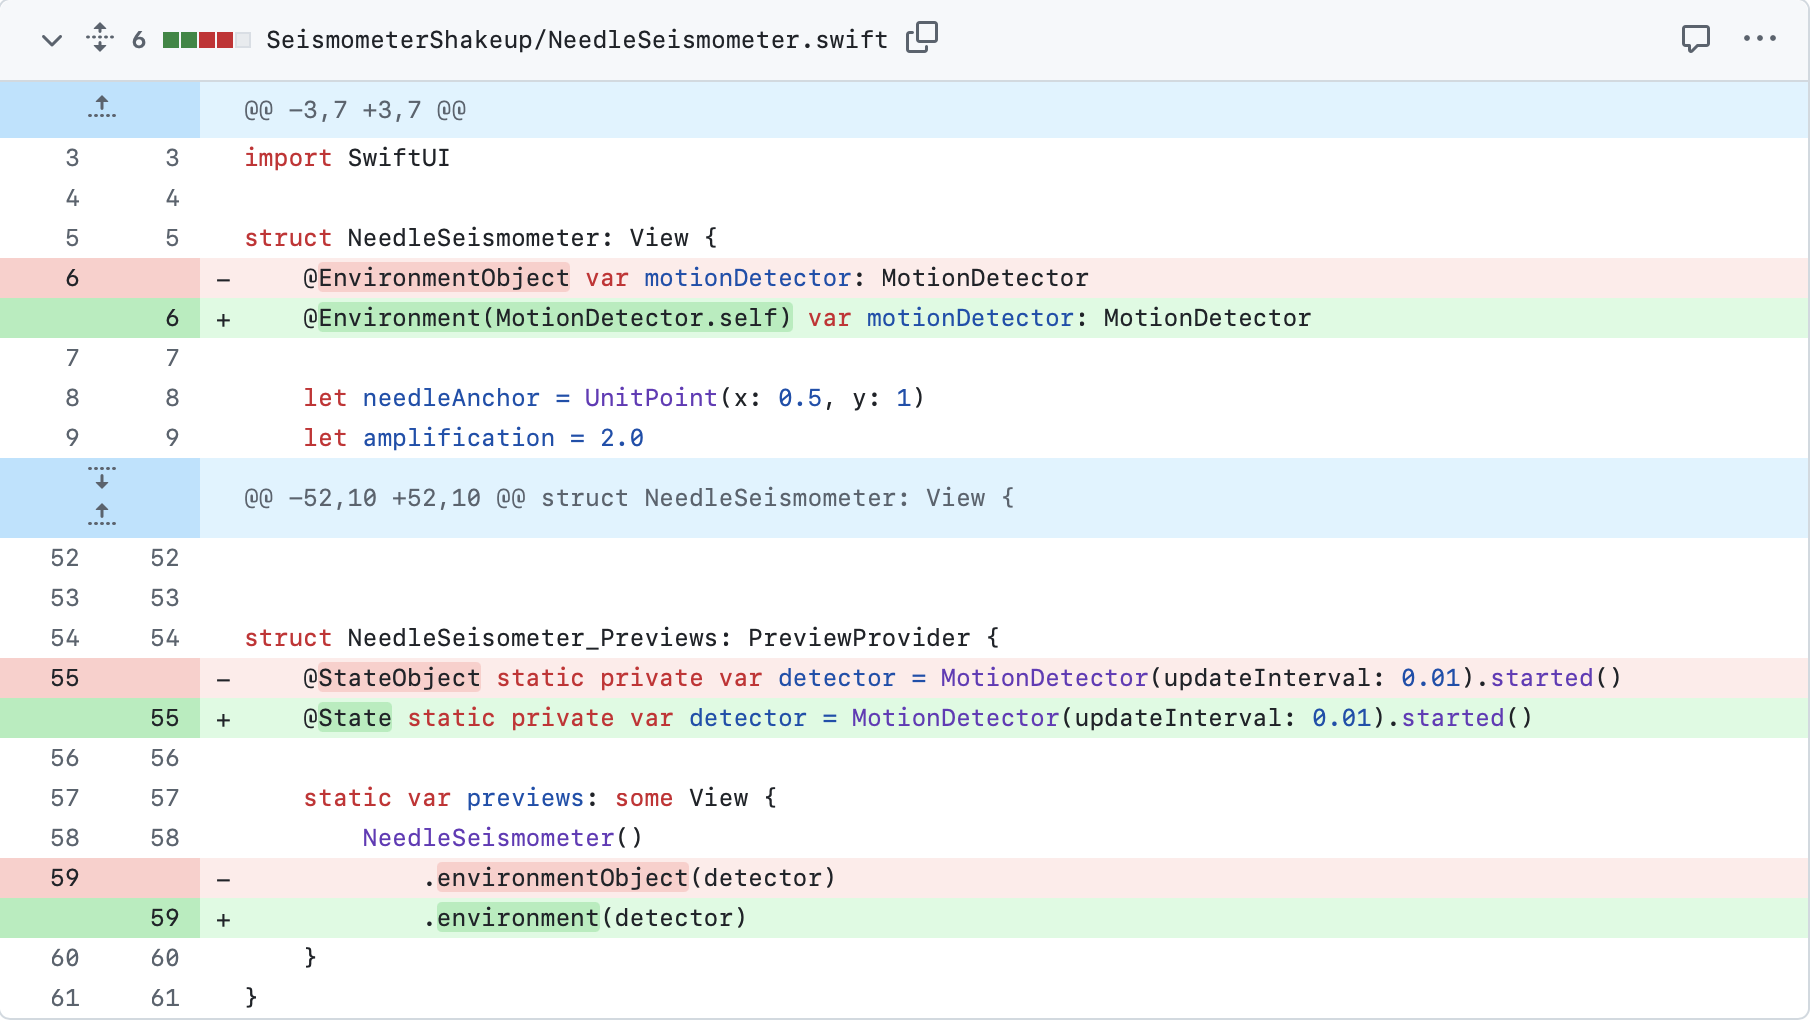 6 SeismometerShakeup/NeedleSeismometer.swift
@@ −3,7 +3,7 @@
3 3 import SwiftUI
4 4
5 5 struct NeedleSeismometer: View {
6 − @EnvironmentObject var motionDetector: MotionDetector
6 + @Environment(MotionDetector.self) var motionDetector: MotionDetector
7 7
8 8 let needleAnchor = UnitPoint(x: 0.5, y: 1)
9 9 let amplification = 2.0
@@ −52,10 +52,10 @@ struct NeedleSeismometer: View {
52 52
53 53
54 54 struct NeedleSeisometer_Previews: PreviewProvider {
55 − @StateObject static private var detector = MotionDetector(updateInterval: 0.01).started()
55 + @State static private var detector = MotionDetector(updateInterval: 0.01).started()
56 56
57 57 static var previews: some View {
58 58 NeedleSeismometer()
59 − .environmentObject(detector)
59 + .environment(detector)
60 60 }
61 61 }